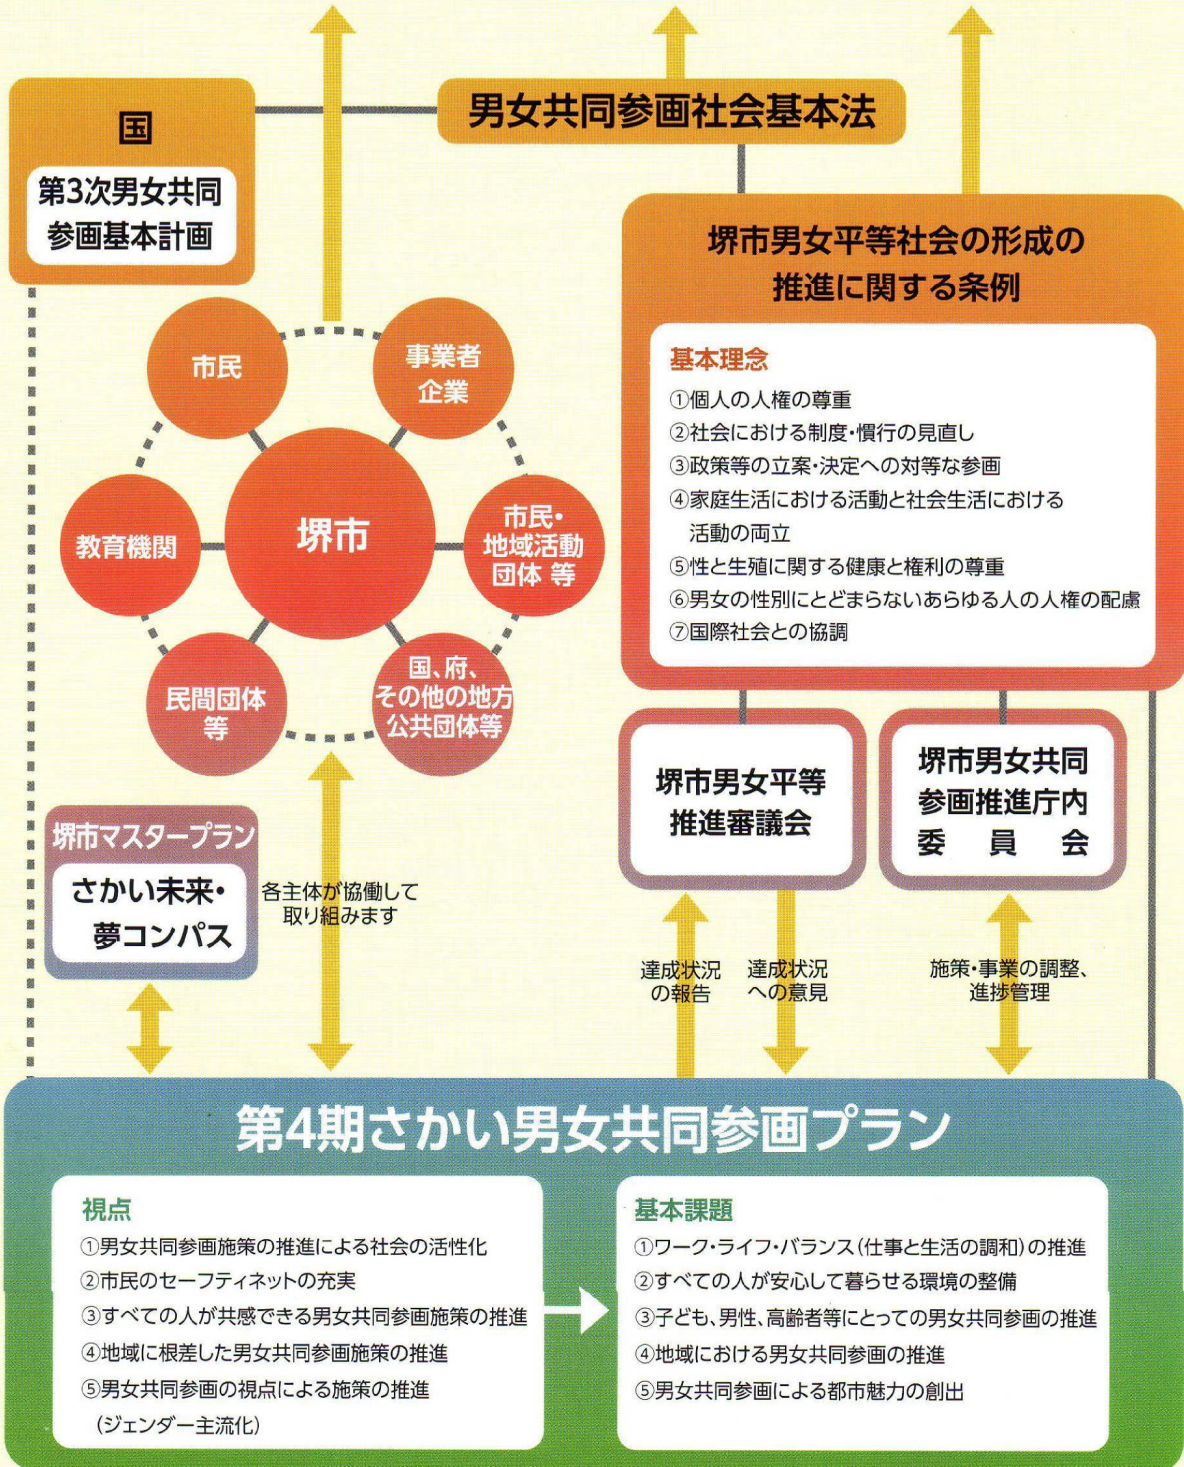 国
第3次男女共同
参画基本計画
男女共同参画社会基本法
堺市男女平等社会の形成の
推進に関する条例
基本理念
①個人の人権の尊重
②社会における制度・慣行の見直し
③政策等の立案・決定への対等な参画
④家庭生活における活動と社会生活における
活動の両立
⑤性と生殖に関する健康と権利の尊重
⑥男女の性別にとどまらないあらゆる人の人権の配慮
⑦国際社会との協調
市民
事業者
企業
教育機関
堺市
市民・
地域活動
団体 等
民間団体
等
国、府、
その他の地方
公共団体等
堺市男女平等
推進審議会
堺市男女共同
参画推進庁内
委員会
堺市マスタープラン
さかい未来・
夢コンパス
各主体が協働して
取り組みます
達成状況
の報告
達成状況
への意見
施策・事業の調整、
進捗管理
第4期さかい男女共同参画プラン
視点
①男女共同参画施策の推進による社会の活性化
②市民のセーフティネットの充実
③すべての人が共感できる男女共同参画施策の推進
④地域に根差した男女共同参画施策の推進
⑤男女共同参画の視点による施策の推進
(ジェンダー主流化)
基本課題
①ワーク・ライフ・バランス(仕事と生活の調和)の推進
②すべての人が安心して暮らせる環境の整備
③子ども、男性、高齢者等にとっての男女共同参画の推進
④地域における男女共同参画の推進
⑤男女共同参画による都市魅力の創出